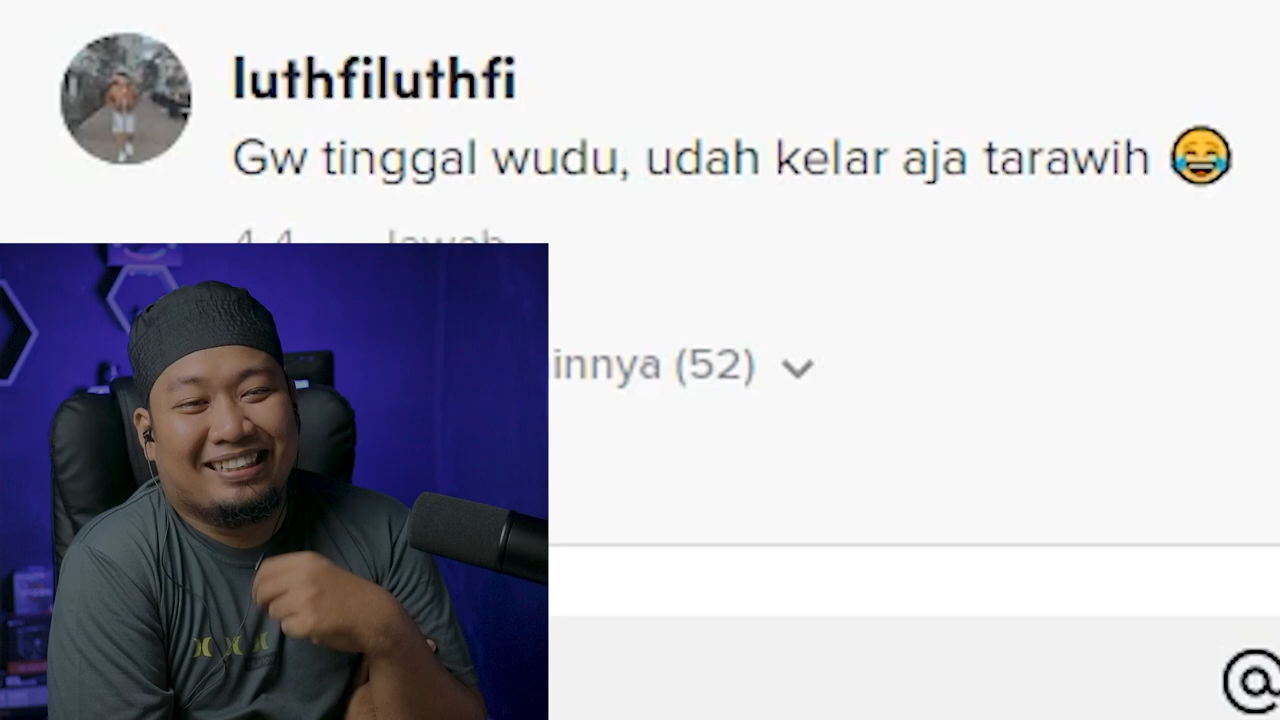 luthfiluthfi
Gw tinggal wudu, udah kelar aja tarawih 😂
innya (52)
@